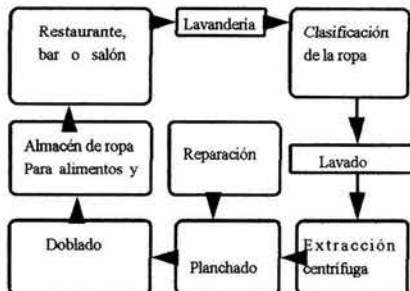 Restaurante,
bar o salón
Lavandería
Clasificación
de la ropa
Almacén de ropa
Para alimentos y
Reparación
Lavado
Doblado
Planchado
Extracción
centrífuga